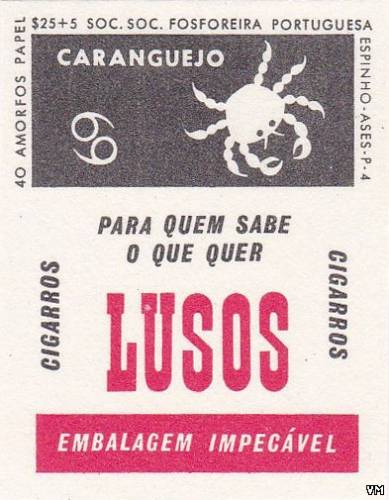 $25+5 SOC. SOC. FOSFOREIRA PORTUGUESA
40 AMORFOS PAPEL
ESPINHO-ASES-P-4
CARANGUEJO
♋
PARA QUEM SABE
O QUE QUER
CIGARROS
LUSOS
CIGARROS
EMBALAGEM IMPECÁVEL
VM